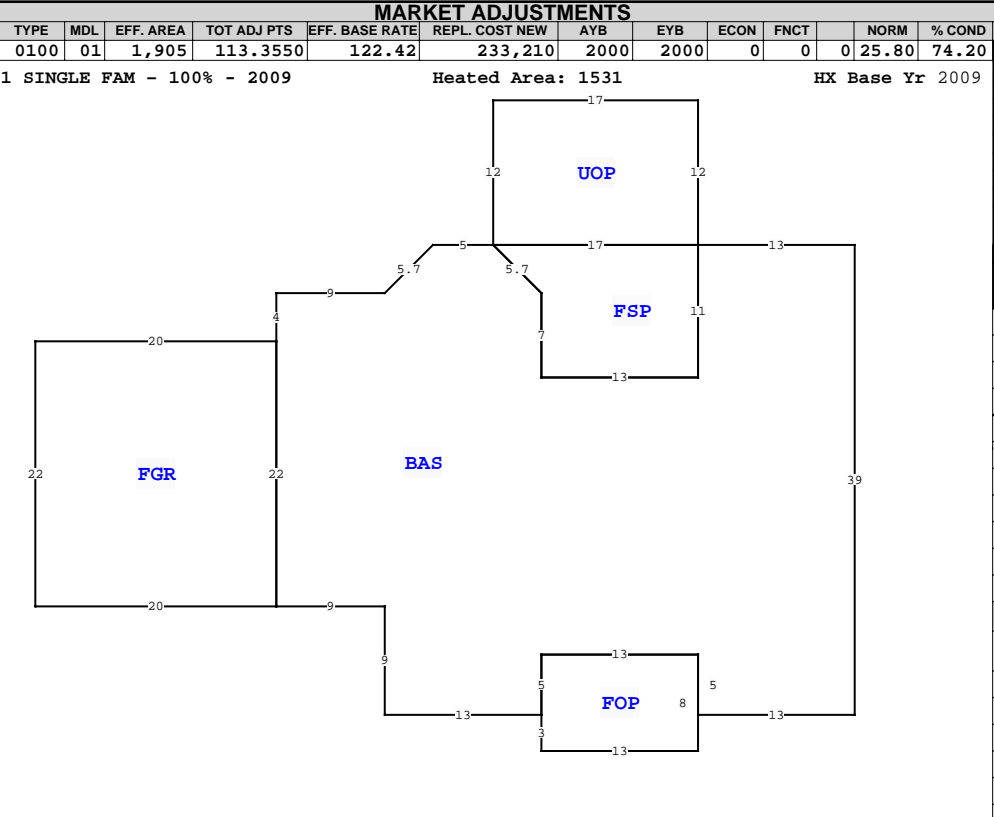 MARKET ADJUSTMENTS
TYPE MDL EFF. AREA TOT ADJ PTS EFF. BASE RATE REPL. COST NEW AYB EYB ECON FNCT NORM % COND
0100 01 1,905 113.3550 122.42 233,210 2000 2000 0 0 0 25.80 74.20
1 SINGLE FAM - 100% - 2009 Heated Area: 1531 HX Base Yr 2009
17
12 UOP 12
5 17 13
5.7 5.7
9
4 FSP 11
7
20
13
BAS
22 FGR 22 39
20 9
13
9
5 5
FOP 8
13 13
3
13